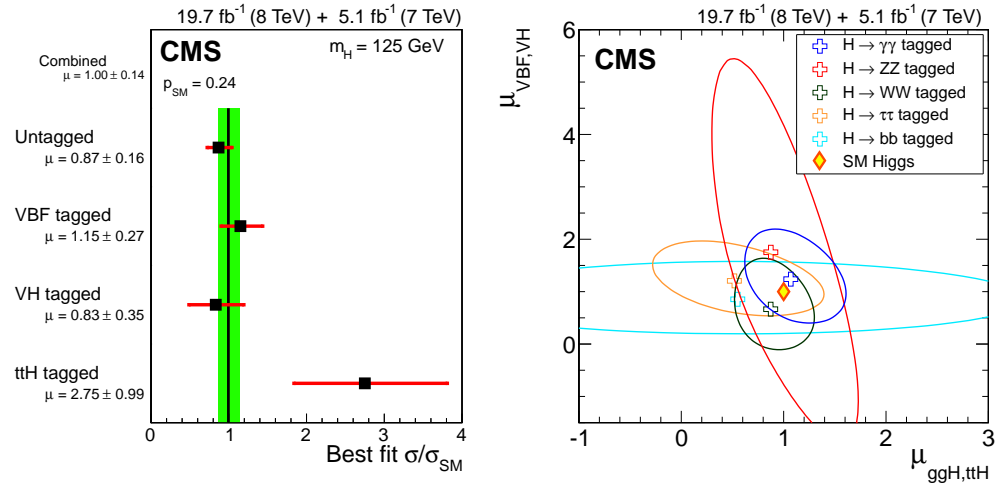 19.7 fb⁻¹ (8 TeV) + 5.1 fb⁻¹ (7 TeV)
CMS
m_H = 125 GeV
p_SM = 0.24
Combined
μ = 1.00 ± 0.14
Untagged
μ = 0.87 ± 0.16
VBF tagged
μ = 1.15 ± 0.27
VH tagged
μ = 0.83 ± 0.35
ttH tagged
μ = 2.75 ± 0.99
0 1 2 3 4
Best fit σ/σ_SM
19.7 fb⁻¹ (8 TeV) + 5.1 fb⁻¹ (7 TeV)
CMS
μ_VBF,VH
H → γγ tagged
H → ZZ tagged
H → WW tagged
H → ττ tagged
H → bb tagged
SM Higgs
6
4
2
0
-1 0 1 2 3
μ_ggH,ttH